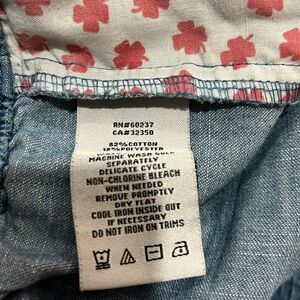 RN#60237
CA#32350
82%COTTON
18%POLYESTER
MACHINE WASH COLD
SEPARATELY
DELICATE CYCLE
NON-CHLORINE BLEACH
WHEN NEEDED
REMOVE PROMPTLY
DRY FLAT
COOL IRON INSIDE OUT
IF NECESSARY
DO NOT IRON ON TRIMS